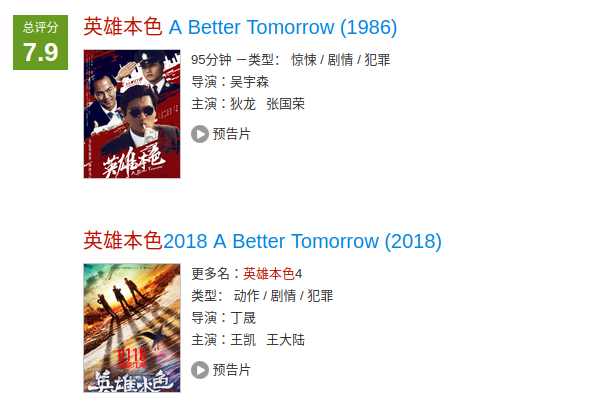 总评分
7.9
英雄本色 A Better Tomorrow (1986)
95分钟 －类型： 惊悚 / 剧情 / 犯罪
导演：吴宇森
主演：狄龙 张国荣
预告片
英雄本色
英雄本色2018 A Better Tomorrow (2018)
更多名：英雄本色4
类型： 动作 / 剧情 / 犯罪
导演：丁晟
主演：王凯 王大陆
预告片
英雄本色